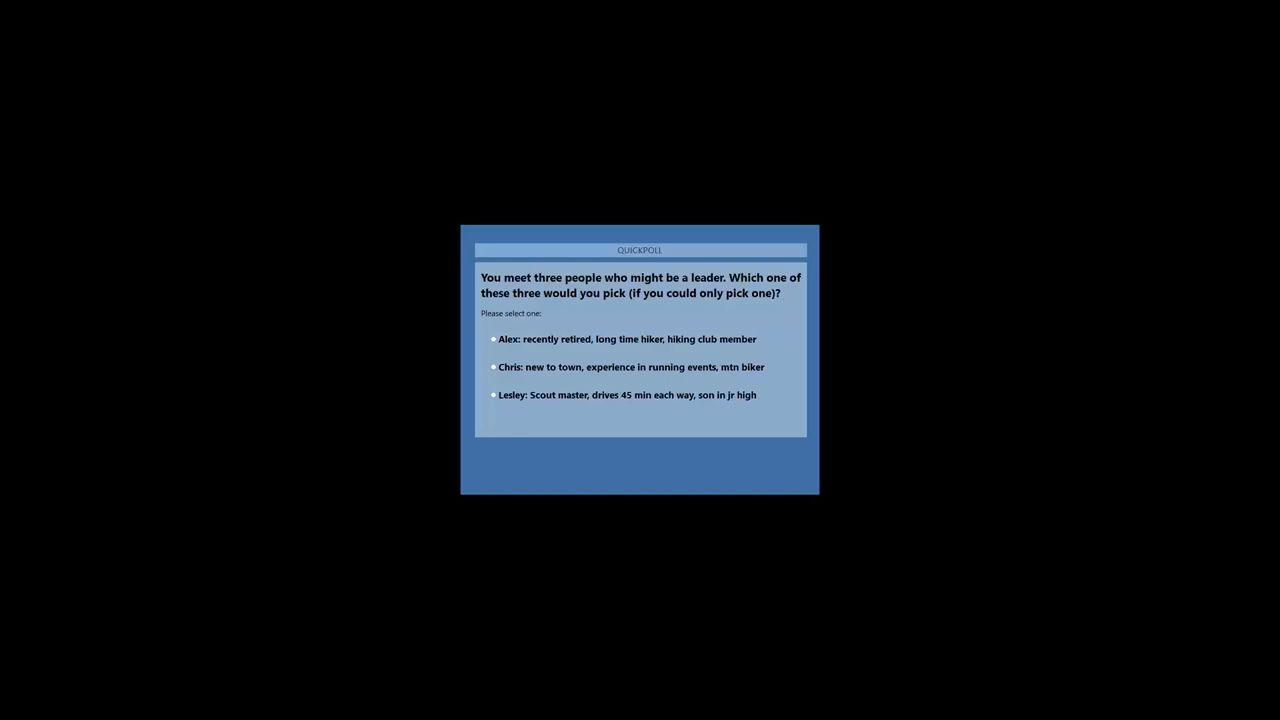 QUICKPOLL
You meet three people who might be a leader. Which one of
these three would you pick (if you could only pick one)?
Please select one:
Alex: recently retired, long time hiker, hiking club member
Chris: new to town, experience in running events, mtn biker
Lesley: Scout master, drives 45 min each way, son in jr high